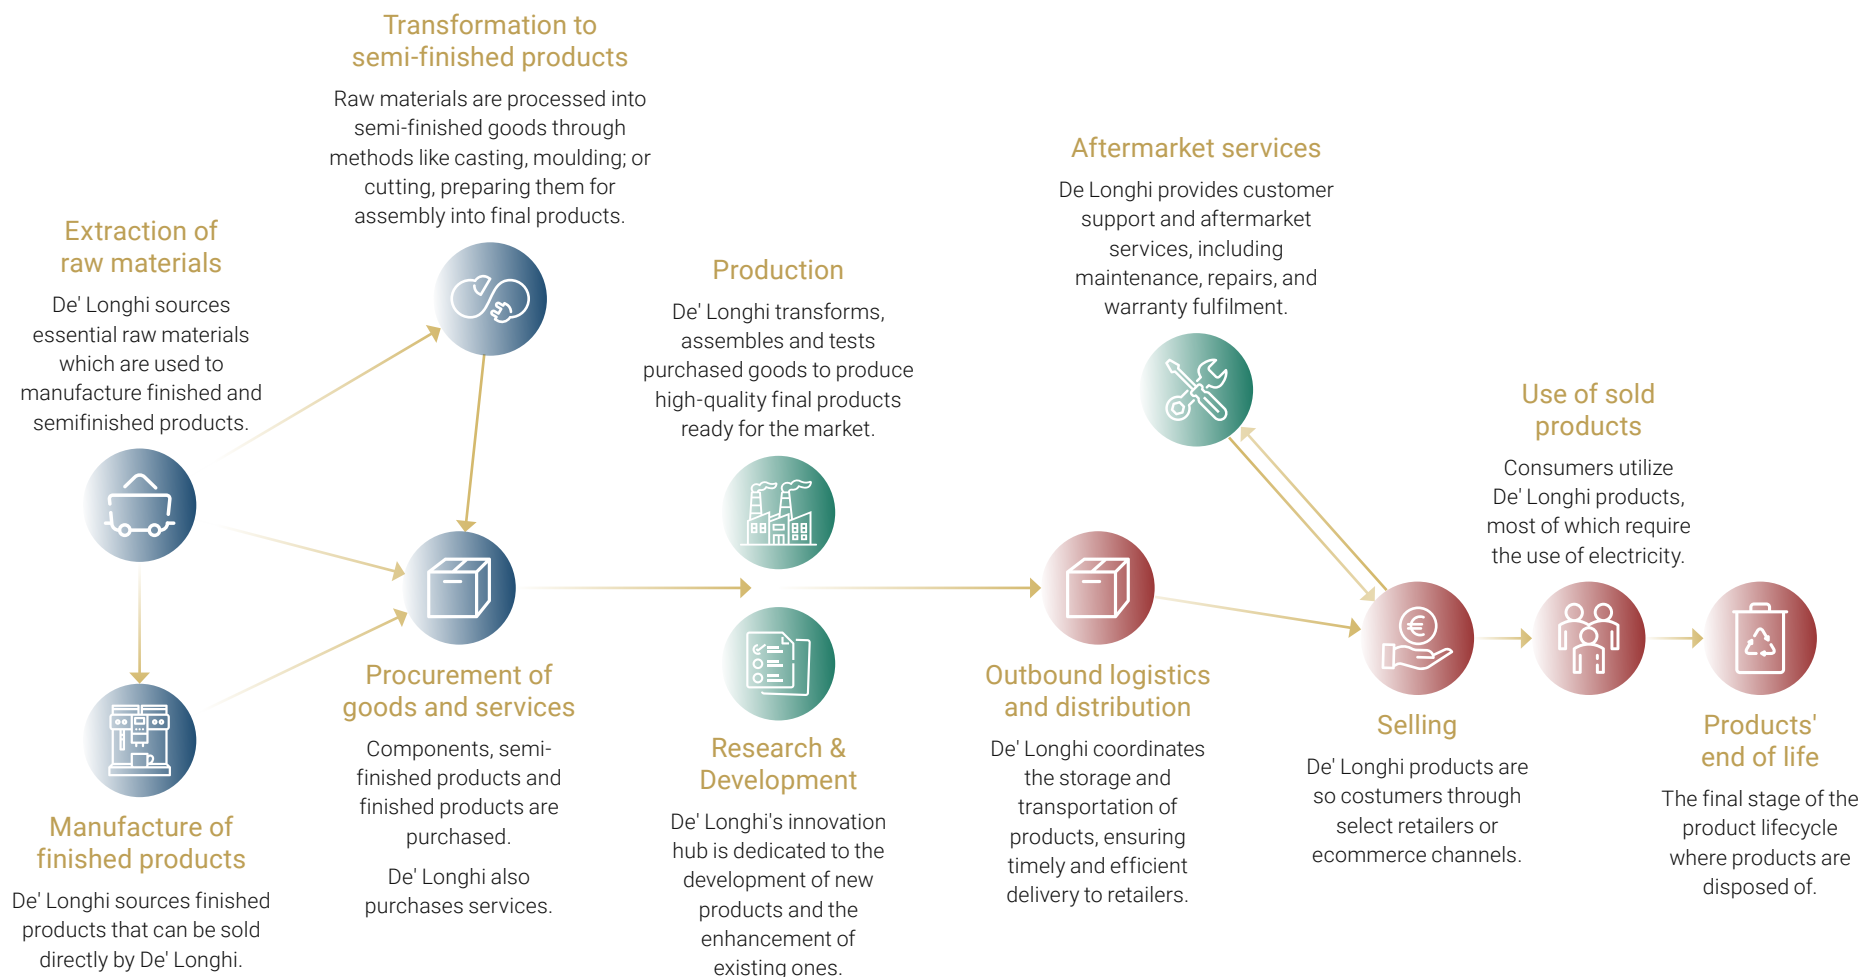 Transformation to
semi-finished products
Raw materials are processed into
semi-finished goods through
methods like casting, moulding; or
cutting, preparing them for
assembly into final products.
Extraction of
raw materials
De' Longhi sources
essential raw materials
which are used to
manufacture finished and
semifinished products.
Manufacture of
finished products
De' Longhi sources finished
products that can be sold
directly by De' Longhi.
Procurement of
goods and services
Components, semi-
finished products and
finished products are
purchased.
De' Longhi also
purchases services.
Production
De' Longhi transforms,
assembles and tests
purchased goods to produce
high-quality final products
ready for the market.
Research &
Development
De' Longhi's innovation
hub is dedicated to the
development of new
products and the
enhancement of
existing ones.
Outbound logistics
and distribution
De' Longhi coordinates
the storage and
transportation of
products, ensuring
timely and efficient
delivery to retailers.
Aftermarket services
De Longhi provides customer
support and aftermarket
services, including
maintenance, repairs, and
warranty fulfilment.
€
Selling
De' Longhi products are
so costumers through
select retailers or
ecommerce channels.
Use of sold
products
Consumers utilize
De' Longhi products,
most of which require
the use of electricity.
Products'
end of life
The final stage of the
product lifecycle
where products are
disposed of.